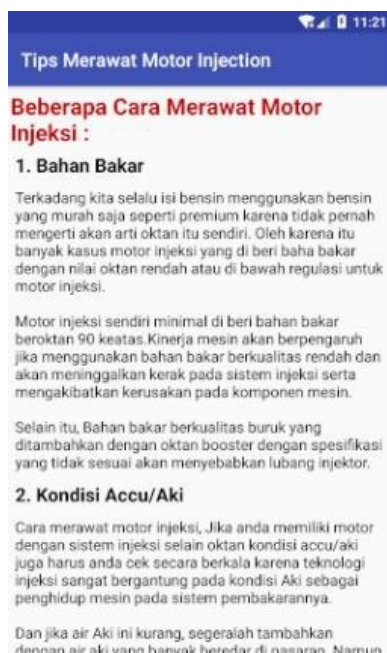 11:21
Tips Merawat Motor Injection
Beberapa Cara Merawat Motor
Injeksi :
1. Bahan Bakar
Terkadang kita selalu isi bensin menggunakan bensin
yang murah saja seperti premium karena tidak pernah
mengerti akan arti oktan itu sendiri. Oleh karena itu
banyak kasus motor injeksi yang di beri baha bakar
dengan nilai oktan rendah atau di bawah regulasi untuk
motor injeksi.
Motor injeksi sendiri minimal di beri bahan bakar
beroktan 90 keatas.Kinerja mesin akan berpengaruh
jika menggunakan bahan bakar berkualitas rendah dan
akan meninggalkan kerak pada sistem injeksi serta
mengakibatkan kerusakan pada komponen mesin.
Selain itu, Bahan bakar berkualitas buruk yang
ditambahkan dengan oktan booster dengan spesifikasi
yang tidak sesuai akan menyebabkan lubang injektor.
2. Kondisi Accu/Aki
Cara merawat motor injeksi, Jika anda memiliki motor
dengan sistem injeksi selain oktan kondisi accu/aki
juga harus anda cek secara berkala karena teknologi
injeksi sangat bergantung pada kondisi Aki sebagai
penghidup mesin pada sistem pembakarannya.
Dan jika air Aki ini kurang, segeralah tambahkan
dengan air aki yang banyak beredar di pasaran. Namun